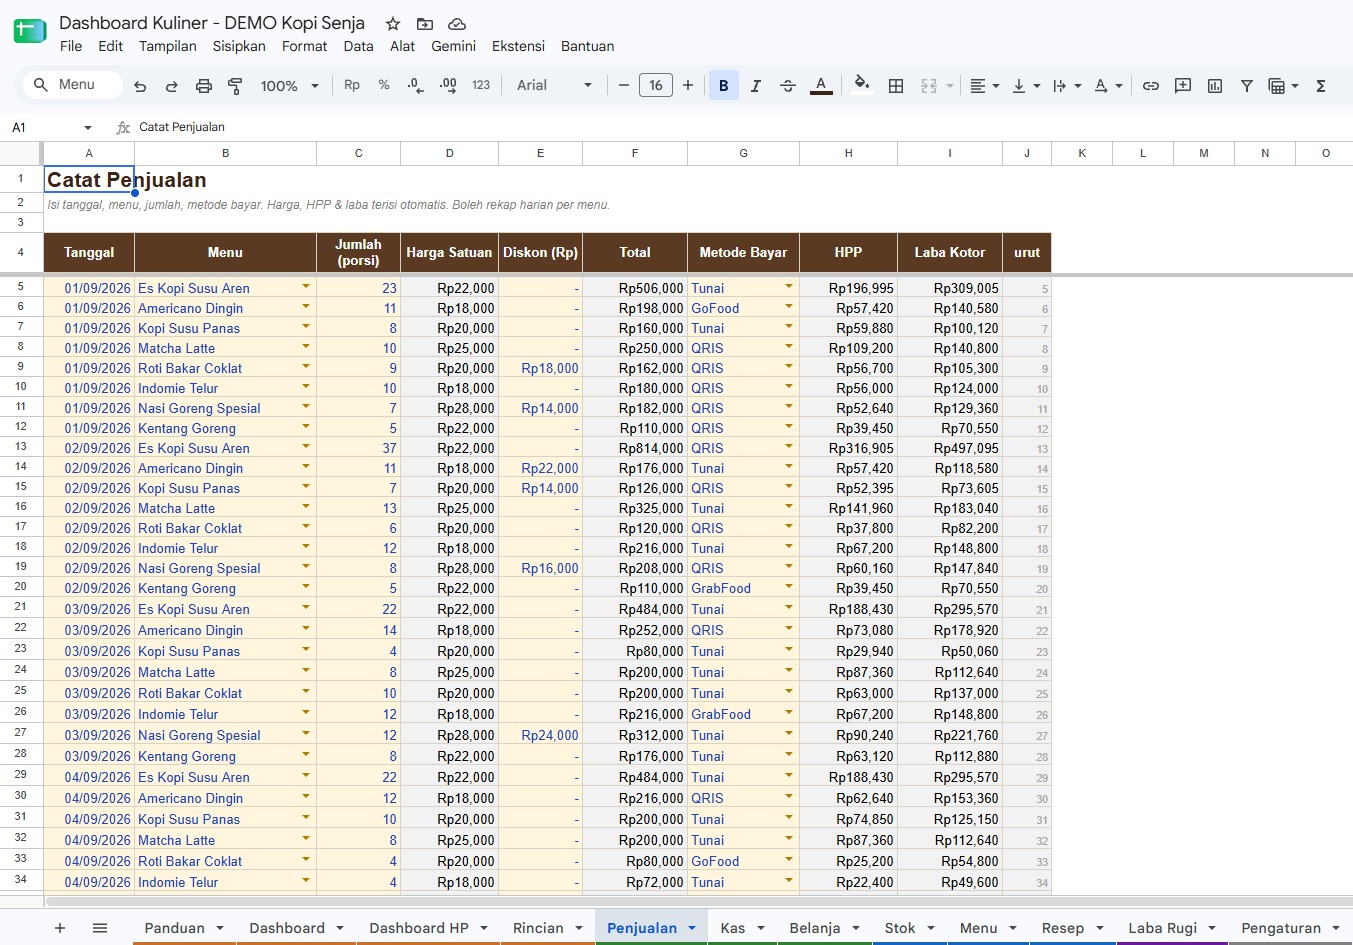 Dashboard Kuliner - DEMO Kopi Senja
File Edit Tampilan Sisipkan Format Data Alat Gemini Ekstensi Bantuan
Menu 100% Rp % .0 .00 123 Arial 16 B I S A A Σ
A1 fx Catat Penjualan
A B C D E F G H I J K L M N O
1 Catat Penjualan
2 Isi tanggal, menu, jumlah, metode bayar. Harga, HPP & laba terisi otomatis. Boleh rekap harian per menu.
3
4 Tanggal Menu Jumlah (porsi) Harga Satuan Diskon (Rp) Total Metode Bayar HPP Laba Kotor urut
5 01/09/2026 Es Kopi Susu Aren 23 Rp22,000 - Rp506,000 Tunai Rp196,995 Rp309,005 5
6 01/09/2026 Americano Dingin 11 Rp18,000 - Rp198,000 GoFood Rp57,420 Rp140,580 6
7 01/09/2026 Kopi Susu Panas 8 Rp20,000 - Rp160,000 Tunai Rp59,880 Rp100,120 7
8 01/09/2026 Matcha Latte 10 Rp25,000 - Rp250,000 QRIS Rp109,200 Rp140,800 8
9 01/09/2026 Roti Bakar Coklat 9 Rp20,000 Rp18,000 Rp162,000 QRIS Rp56,700 Rp105,300 9
10 01/09/2026 Indomie Telur 10 Rp18,000 - Rp180,000 QRIS Rp56,000 Rp124,000 10
11 01/09/2026 Nasi Goreng Spesial 7 Rp28,000 Rp14,000 Rp182,000 QRIS Rp52,640 Rp129,360 11
12 01/09/2026 Kentang Goreng 5 Rp22,000 - Rp110,000 QRIS Rp39,450 Rp70,550 12
13 02/09/2026 Es Kopi Susu Aren 37 Rp22,000 - Rp814,000 QRIS Rp316,905 Rp497,095 13
14 02/09/2026 Americano Dingin 11 Rp18,000 Rp22,000 Rp176,000 Tunai Rp57,420 Rp118,580 14
15 02/09/2026 Kopi Susu Panas 7 Rp20,000 Rp14,000 Rp126,000 QRIS Rp52,395 Rp73,605 15
16 02/09/2026 Matcha Latte 13 Rp25,000 - Rp325,000 Tunai Rp141,960 Rp183,040 16
17 02/09/2026 Roti Bakar Coklat 6 Rp20,000 - Rp120,000 QRIS Rp37,800 Rp82,200 17
18 02/09/2026 Indomie Telur 12 Rp18,000 - Rp216,000 Tunai Rp67,200 Rp148,800 18
19 02/09/2026 Nasi Goreng Spesial 8 Rp28,000 Rp16,000 Rp208,000 QRIS Rp60,160 Rp147,840 19
20 02/09/2026 Kentang Goreng 5 Rp22,000 - Rp110,000 GrabFood Rp39,450 Rp70,550 20
21 03/09/2026 Es Kopi Susu Aren 22 Rp22,000 - Rp484,000 Tunai Rp188,430 Rp295,570 21
22 03/09/2026 Americano Dingin 14 Rp18,000 - Rp252,000 QRIS Rp73,080 Rp178,920 22
23 03/09/2026 Kopi Susu Panas 4 Rp20,000 - Rp80,000 Tunai Rp29,940 Rp50,060 23
24 03/09/2026 Matcha Latte 8 Rp25,000 - Rp200,000 Tunai Rp87,360 Rp112,640 24
25 03/09/2026 Roti Bakar Coklat 10 Rp20,000 - Rp200,000 Tunai Rp63,000 Rp137,000 25
26 03/09/2026 Indomie Telur 12 Rp18,000 - Rp216,000 GrabFood Rp67,200 Rp148,800 26
27 03/09/2026 Nasi Goreng Spesial 12 Rp28,000 Rp24,000 Rp312,000 Tunai Rp90,240 Rp221,760 27
28 03/09/2026 Kentang Goreng 8 Rp22,000 - Rp176,000 Tunai Rp63,120 Rp112,880 28
29 04/09/2026 Es Kopi Susu Aren 22 Rp22,000 - Rp484,000 Tunai Rp188,430 Rp295,570 29
30 04/09/2026 Americano Dingin 12 Rp18,000 - Rp216,000 QRIS Rp62,640 Rp153,360 30
31 04/09/2026 Kopi Susu Panas 10 Rp20,000 - Rp200,000 Tunai Rp74,850 Rp125,150 31
32 04/09/2026 Matcha Latte 8 Rp25,000 - Rp200,000 Tunai Rp87,360 Rp112,640 32
33 04/09/2026 Roti Bakar Coklat 4 Rp20,000 - Rp80,000 GoFood Rp25,200 Rp54,800 33
34 04/09/2026 Indomie Telur 4 Rp18,000 - Rp72,000 Tunai Rp22,400 Rp49,600 34
+ Panduan Dashboard Dashboard HP Rincian Penjualan Kas Belanja Stok Menu Resep Laba Rugi Pengaturan